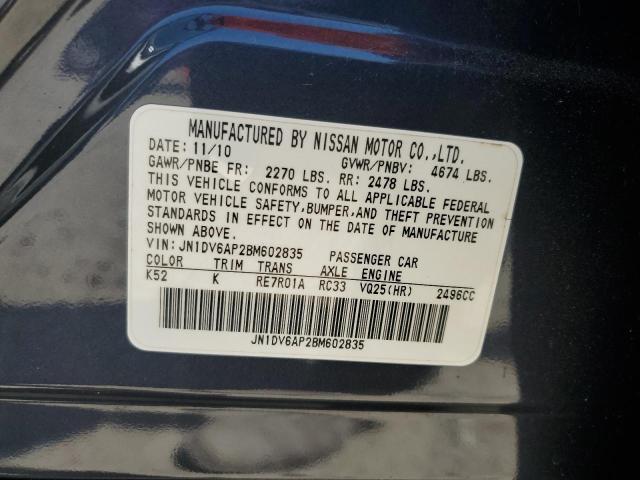 MANUFACTURED BY NISSAN MOTOR CO.,LTD.
DATE: 11/10 GVWR/PNBV: 4674 LBS.
GAWR/PNBE FR: 2270 LBS. RR: 2478 LBS.
THIS VEHICLE CONFORMS TO ALL APPLICABLE FEDERAL
MOTOR VEHICLE SAFETY,BUMPER,AND THEFT PREVENTION
STANDARDS IN EFFECT ON THE DATE OF MANUFACTURE
SHOWN ABOVE.
VIN:JN1DV6AP2BM602835 PASSENGER CAR
COLOR TRIM TRANS AXLE ENGINE
K52 K RE7R01A RC33 VQ25(HR) 2496CC
JN1DV6AP2BM602835